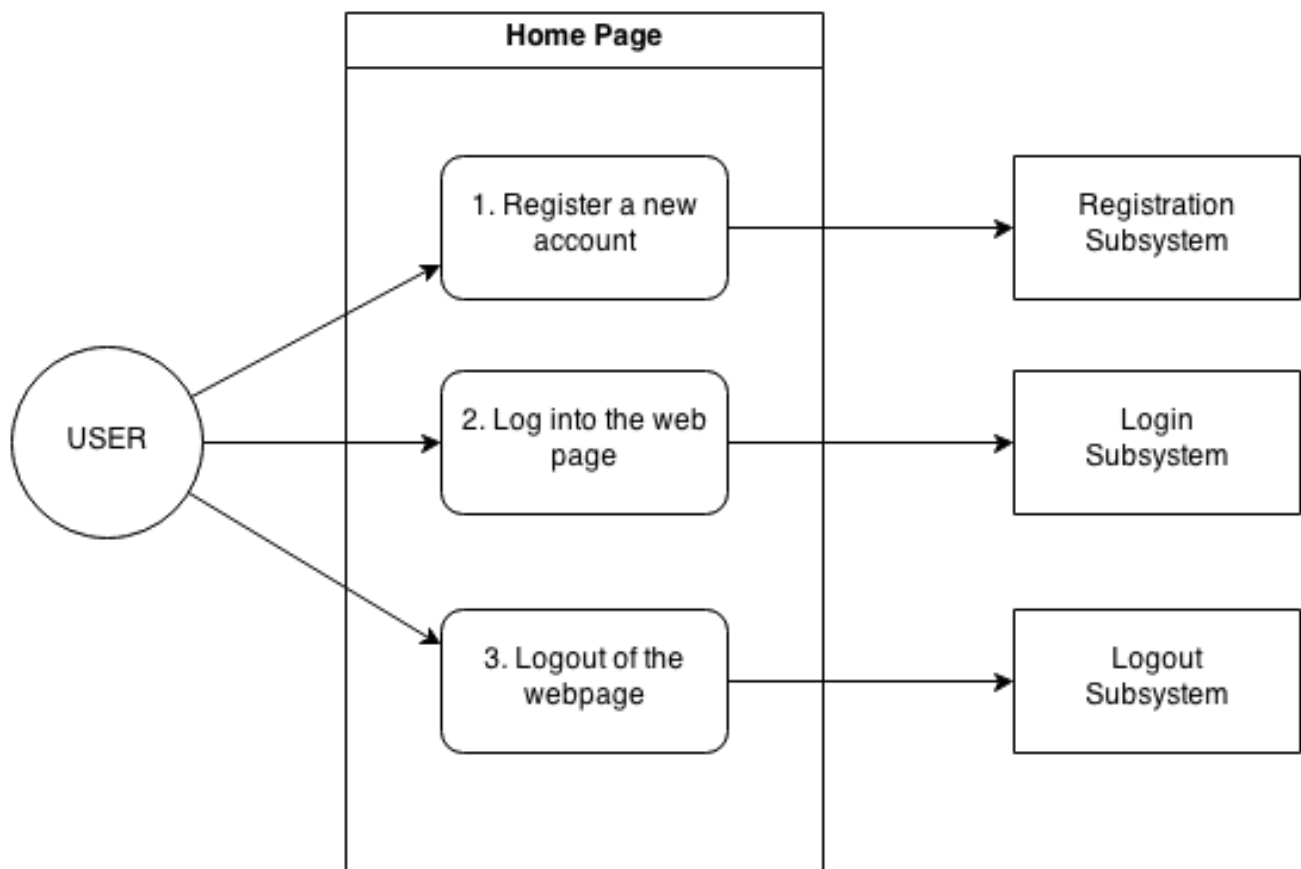 Home Page
1. Register a new
account
Registration
Subsystem
USER
2. Log into the web
page
Login
Subsystem
3. Logout of the
webpage
Logout
Subsystem